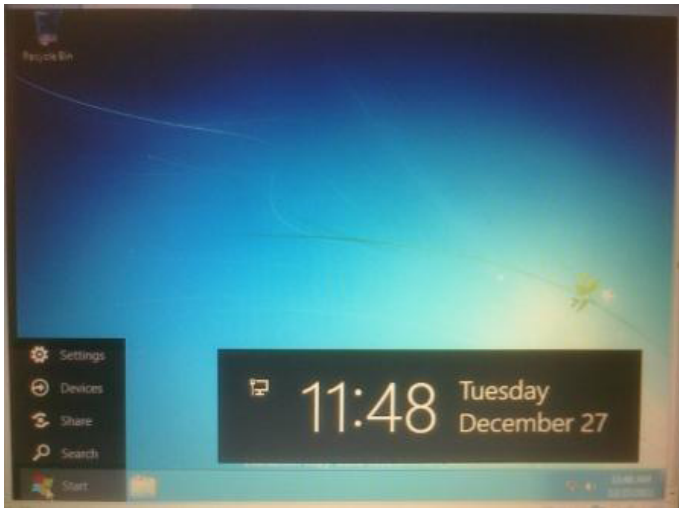 Recycle Bin
Settings
Devices
Share
Search
Start
11:48
Tuesday
December 27